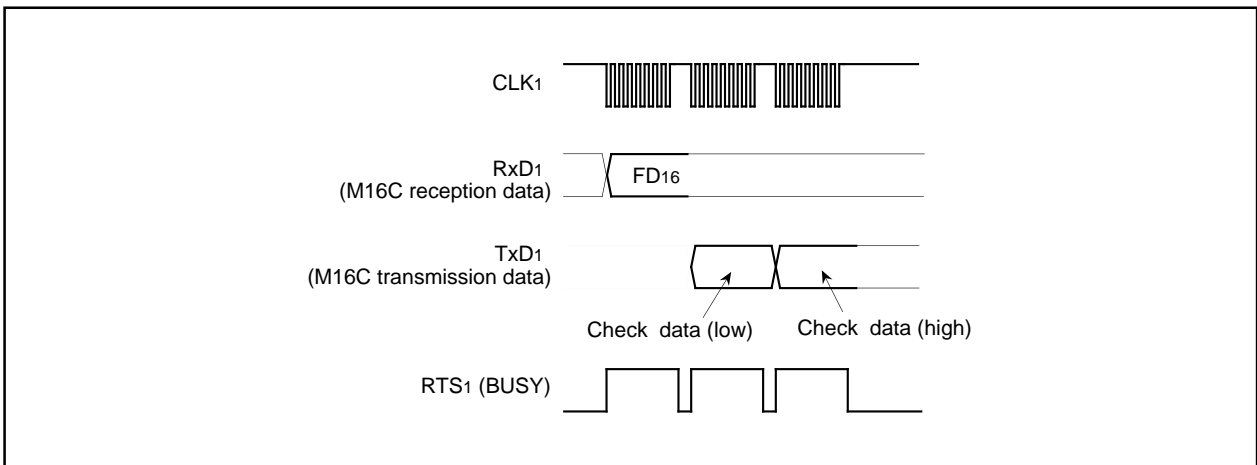 CLK1
RxD1
(M16C reception data)
FD16
TxD1
(M16C transmission data)
Check data (low)
Check data (high)
RTS1 (BUSY)